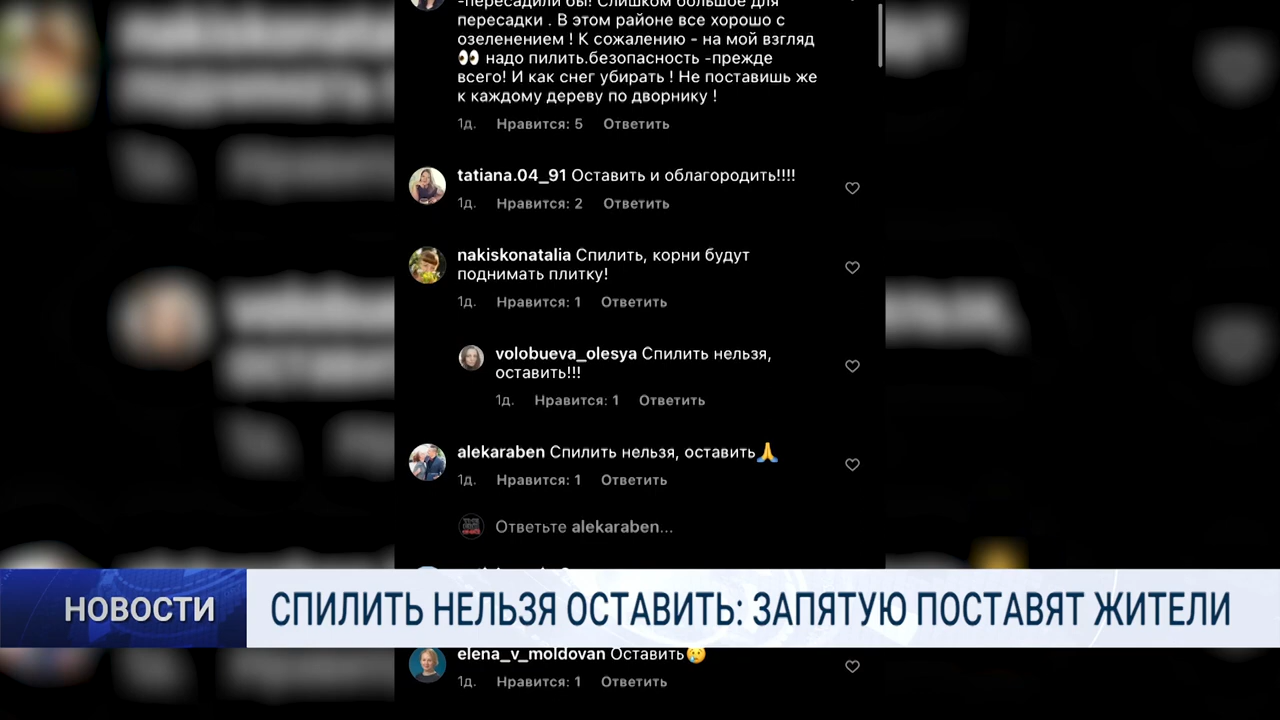 -пересадили бы! Слишком большое для
пересадки . В этом районе все хорошо с
озеленением ! К сожалению - на мой взгляд
👀 надо пилить.безопасность -прежде
всего! И как снег убирать ! Не поставишь же
к каждому дереву по дворнику !
1д. Нравится: 5 Ответить
tatiana.04_91 Оставить и облагородить!!!!
1д. Нравится: 2 Ответить
nakiskonatalia Спилить, корни будут
поднимать плитку!
1д. Нравится: 1 Ответить
volobueva_olesya Спилить нельзя,
оставить!!!
1д. Нравится: 1 Ответить
alekaraben Спилить нельзя, оставить🙏
1д. Нравится: 1 Ответить
Ответьте alekaraben...
НОВОСТИ
СПИЛИТЬ НЕЛЬЗЯ ОСТАВИТЬ: ЗАПЯТУЮ ПОСТАВЯТ ЖИТЕЛИ
elena_v_moldovan Оставить😢
1д. Нравится: 1 Ответить